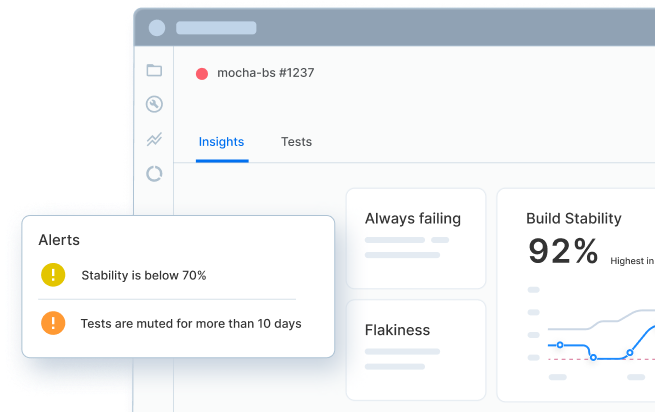 mocha-bs #1237
Insights
Tests
Alerts
Stability is below 70%
Tests are muted for more than 10 days
Always failing
Flakiness
Build Stability
92%
Highest in